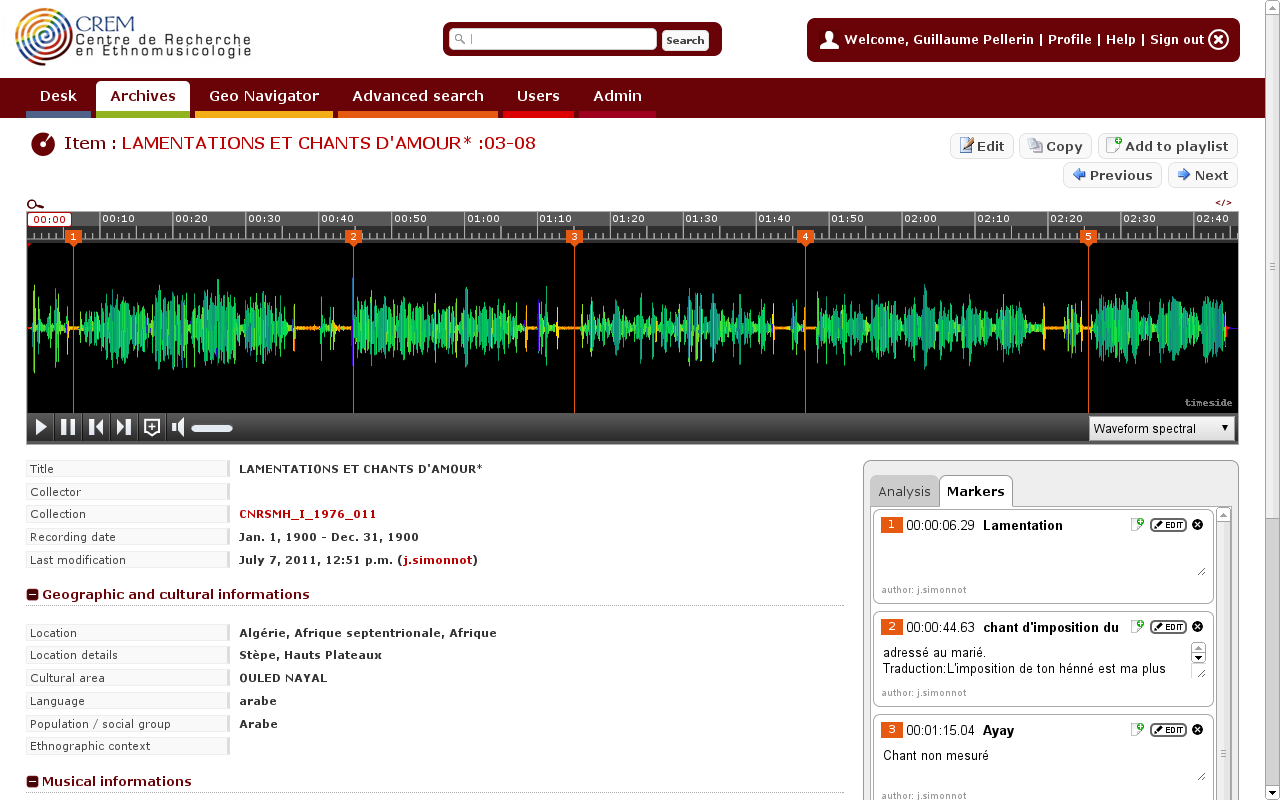 CREM
Centre de Recherche
en Ethnomusicologie
Search
Welcome, Guillaume Pellerin | Profile | Help | Sign out
Desk
Archives
Geo Navigator
Advanced search
Users
Admin
Item : LAMENTATIONS ET CHANTS D'AMOUR* :03-08
Edit
Copy
Add to playlist
Previous
Next
</>
00:00 00:10 00:20 00:30 00:40 00:50 01:00 01:10 01:20 01:30 01:40 01:50 02:00 02:10 02:20 02:30 02:40
1 2 3 4 5
timeside
Waveform spectral
Title LAMENTATIONS ET CHANTS D'AMOUR*
Collector
Collection CNRSMH_I_1976_011
Recording date Jan. 1, 1900 - Dec. 31, 1900
Last modification July 7, 2011, 12:51 p.m. (j.simonnot)
Geographic and cultural informations
Location Algérie, Afrique septentrionale, Afrique
Location details Stèpe, Hauts Plateaux
Cultural area OULED NAYAL
Language arabe
Population / social group Arabe
Ethnographic context
Musical informations
Analysis Markers
1 00:00:06.29 Lamentation EDIT
author: j.simonnot
2 00:00:44.63 chant d'imposition du EDIT
adressé au marié.
Traduction:L'imposition de ton hénné est ma plus
author: j.simonnot
3 00:01:15.04 Ayay EDIT
Chant non mesuré
author: j.simonnot